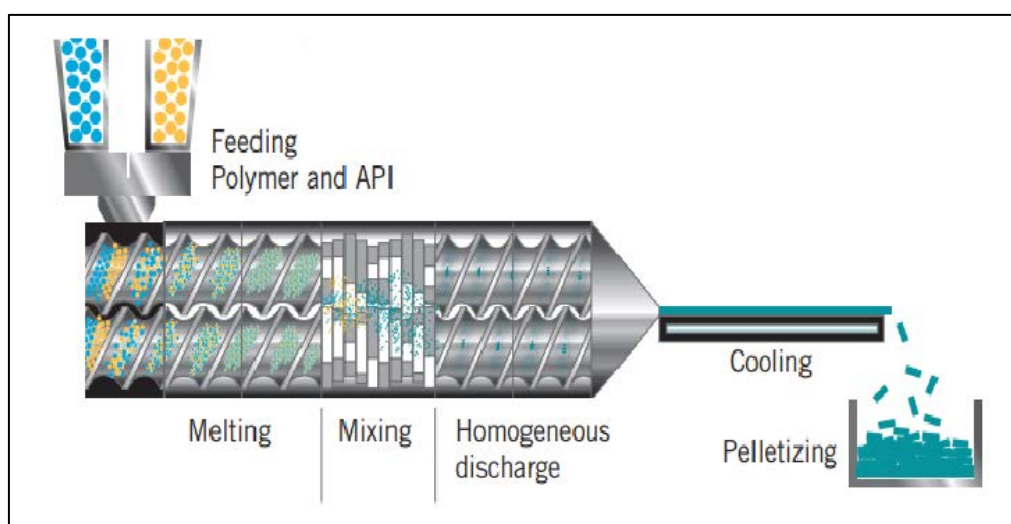 Feeding
Polymer and API
Melting
Mixing
Homogeneous
discharge
Cooling
Pelletizing